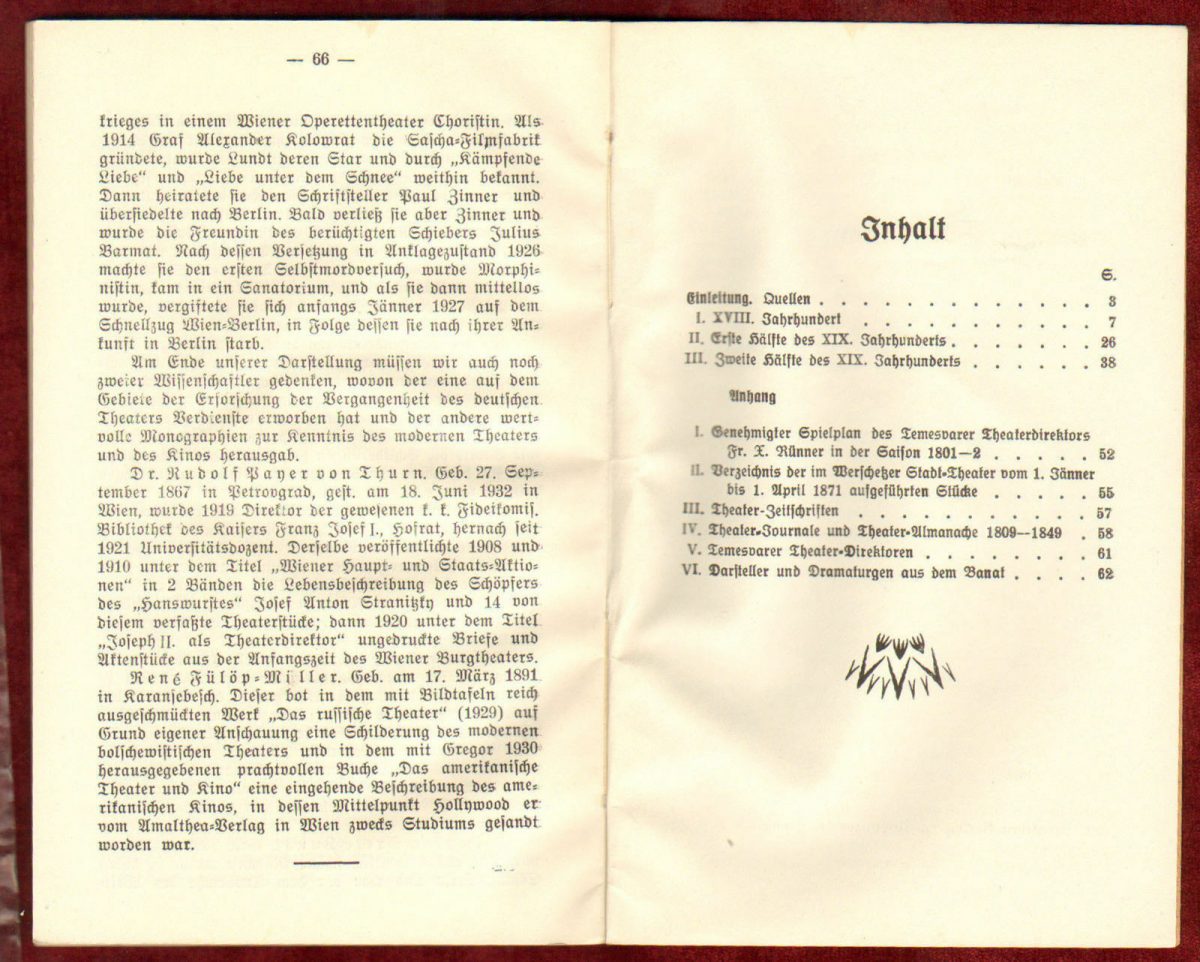 — 66 —
krieges in einem Wiener Operettentheater Choristin. Als
1914 Graf Alexander Kolowrat die Sascha-Filmfabrik
gründete, wurde Lundt deren Star und durch „Kämpfende
Liebe“ und „Liebe unter dem Schnee“ weithin bekannt.
Dann heiratete sie den Schriftsteller Paul Zinner und
übersiedelte nach Berlin. Bald verließ sie aber Zinner und
wurde die Freundin des berüchtigten Schiebers Julius
Barmat. Nach dessen Versetzung in Anklagezustand 1926
machte sie den ersten Selbstmordversuch, wurde Morphi-
nistin, kam in ein Sanatorium, und als sie dann mittellos
wurde, vergiftete sie sich anfangs Jänner 1927 auf dem
Schnellzug Wien-Berlin, in Folge dessen sie nach ihrer An-
kunft in Berlin starb.
Am Ende unserer Darstellung müssen wir auch noch
zweier Wissenschaftler gedenken, wovon der eine auf dem
Gebiete der Erforschung der Vergangenheit des deutschen
Theaters Verdienste erworben hat und der andere wert-
volle Monographien zur Kenntnis des modernen Theaters
und des Kinos herausgab.
Dr. Rudolf Payer von Thurn. Geb. 27. Sep-
tember 1867 in Petrovgrad, gest. am 18. Juni 1932 in
Wien, wurde 1919 Direktor der gewesenen k. k. Fideikomiß.
Bibliothek des Kaisers Franz Josef I., Hofrat, hernach seit
1921 Universitätsdozent. Derselbe veröffentlichte 1908 und
1910 unter dem Titel „Wiener Haupt- und Staats-Aktio-
nen“ in 2 Bänden die Lebensbeschreibung des Schöpfers
des „Hanswurstes“ Josef Anton Stranitzky und 14 von
diesem verfaßte Theaterstücke; dann 1920 unter dem Titel
„Joseph II. als Theaterdirektor“ ungedruckte Briefe und
Aktenstücke aus der Anfangszeit des Wiener Burgtheaters.
René Fülöp-Miller. Geb. am 17. März 1891
in Karansebesch. Dieser bot in dem mit Bildtafeln reich
ausgeschmückten Werk „Das russische Theater“ (1929) auf
Grund eigener Anschauung eine Schilderung des modernen
bolschewistischen Theaters und in dem mit Gregor 1930
herausgegebenen prachtvollen Buche „Das amerikanische
Theater und Kino“ eine eingehende Beschreibung des ame-
rikanischen Kinos, in dessen Mittelpunkt Hollywood er
vom Amalthea-Verlag in Wien zwecks Studiums gesandt
worden war.
Inhalt
S.
Einleitung. Quellen . . . . . . . . . . . . . 3
I. XVIII. Jahrhundert . . . . . . . . . . . 7
II. Erste Hälfte des XIX. Jahrhunderts . . . . . . . 26
III. Zweite Hälfte des XIX. Jahrhunderts . . . . . . 38
Anhang
I. Genehmigter Spielplan des Temesvarer Theaterdirektors
Fr. X. Rünner in der Saison 1801—2 . . . . . 52
II. Verzeichnis der im Werschetzer Stadt-Theater vom 1. Jänner
bis 1. April 1871 aufgeführten Stücke . . . . . 55
III. Theater-Zeitschriften . . . . . . . . . . . 57
IV. Theater-Journale und Theater-Almanache 1809—1849 . 58
V. Temesvarer Theater-Direktoren . . . . . . . . 61
VI. Darsteller und Dramaturgen aus dem Banat . . . . 62